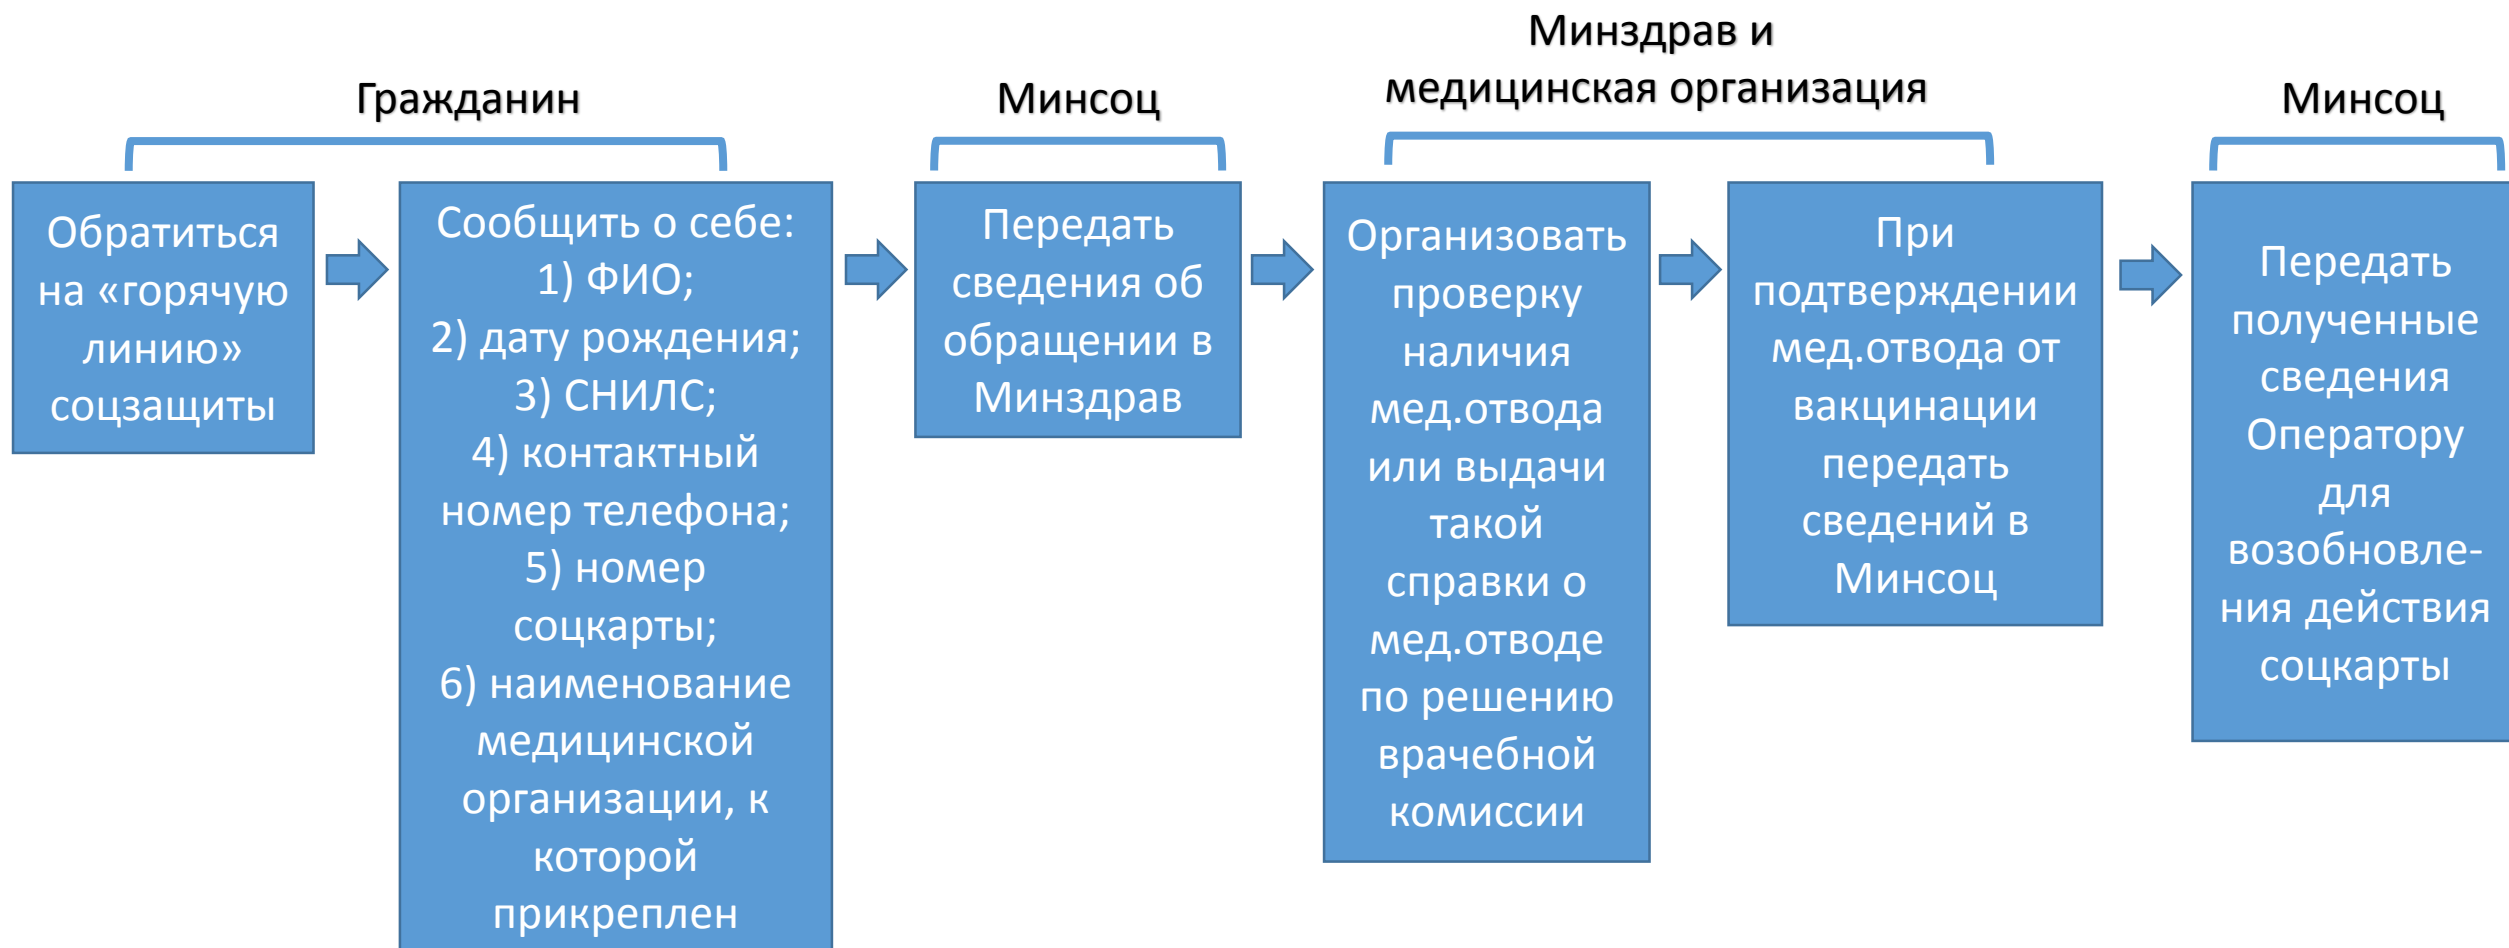 Гражданин
Обратиться
на «горячую
линию»
соцзащиты
Сообщить о себе:
1) ФИО;
2) дату рождения;
3) СНИЛС;
4) контактный
номер телефона;
5) номер
соцкарты;
6) наименование
медицинской
организации, к
которой
прикреплен
Минсоц
Передать
сведения об
обращении в
Минздрав
Минздрав и
медицинская организация
Организовать
проверку
наличия
мед.отвода
или выдачи
такой
справки о
мед.отводе
по решению
врачебной
комиссии
При
подтверждении
мед.отвода от
вакцинации
передать
сведений в
Минсоц
Минсоц
Передать
полученные
сведения
Оператору
для
возобновле-
ния действия
соцкарты